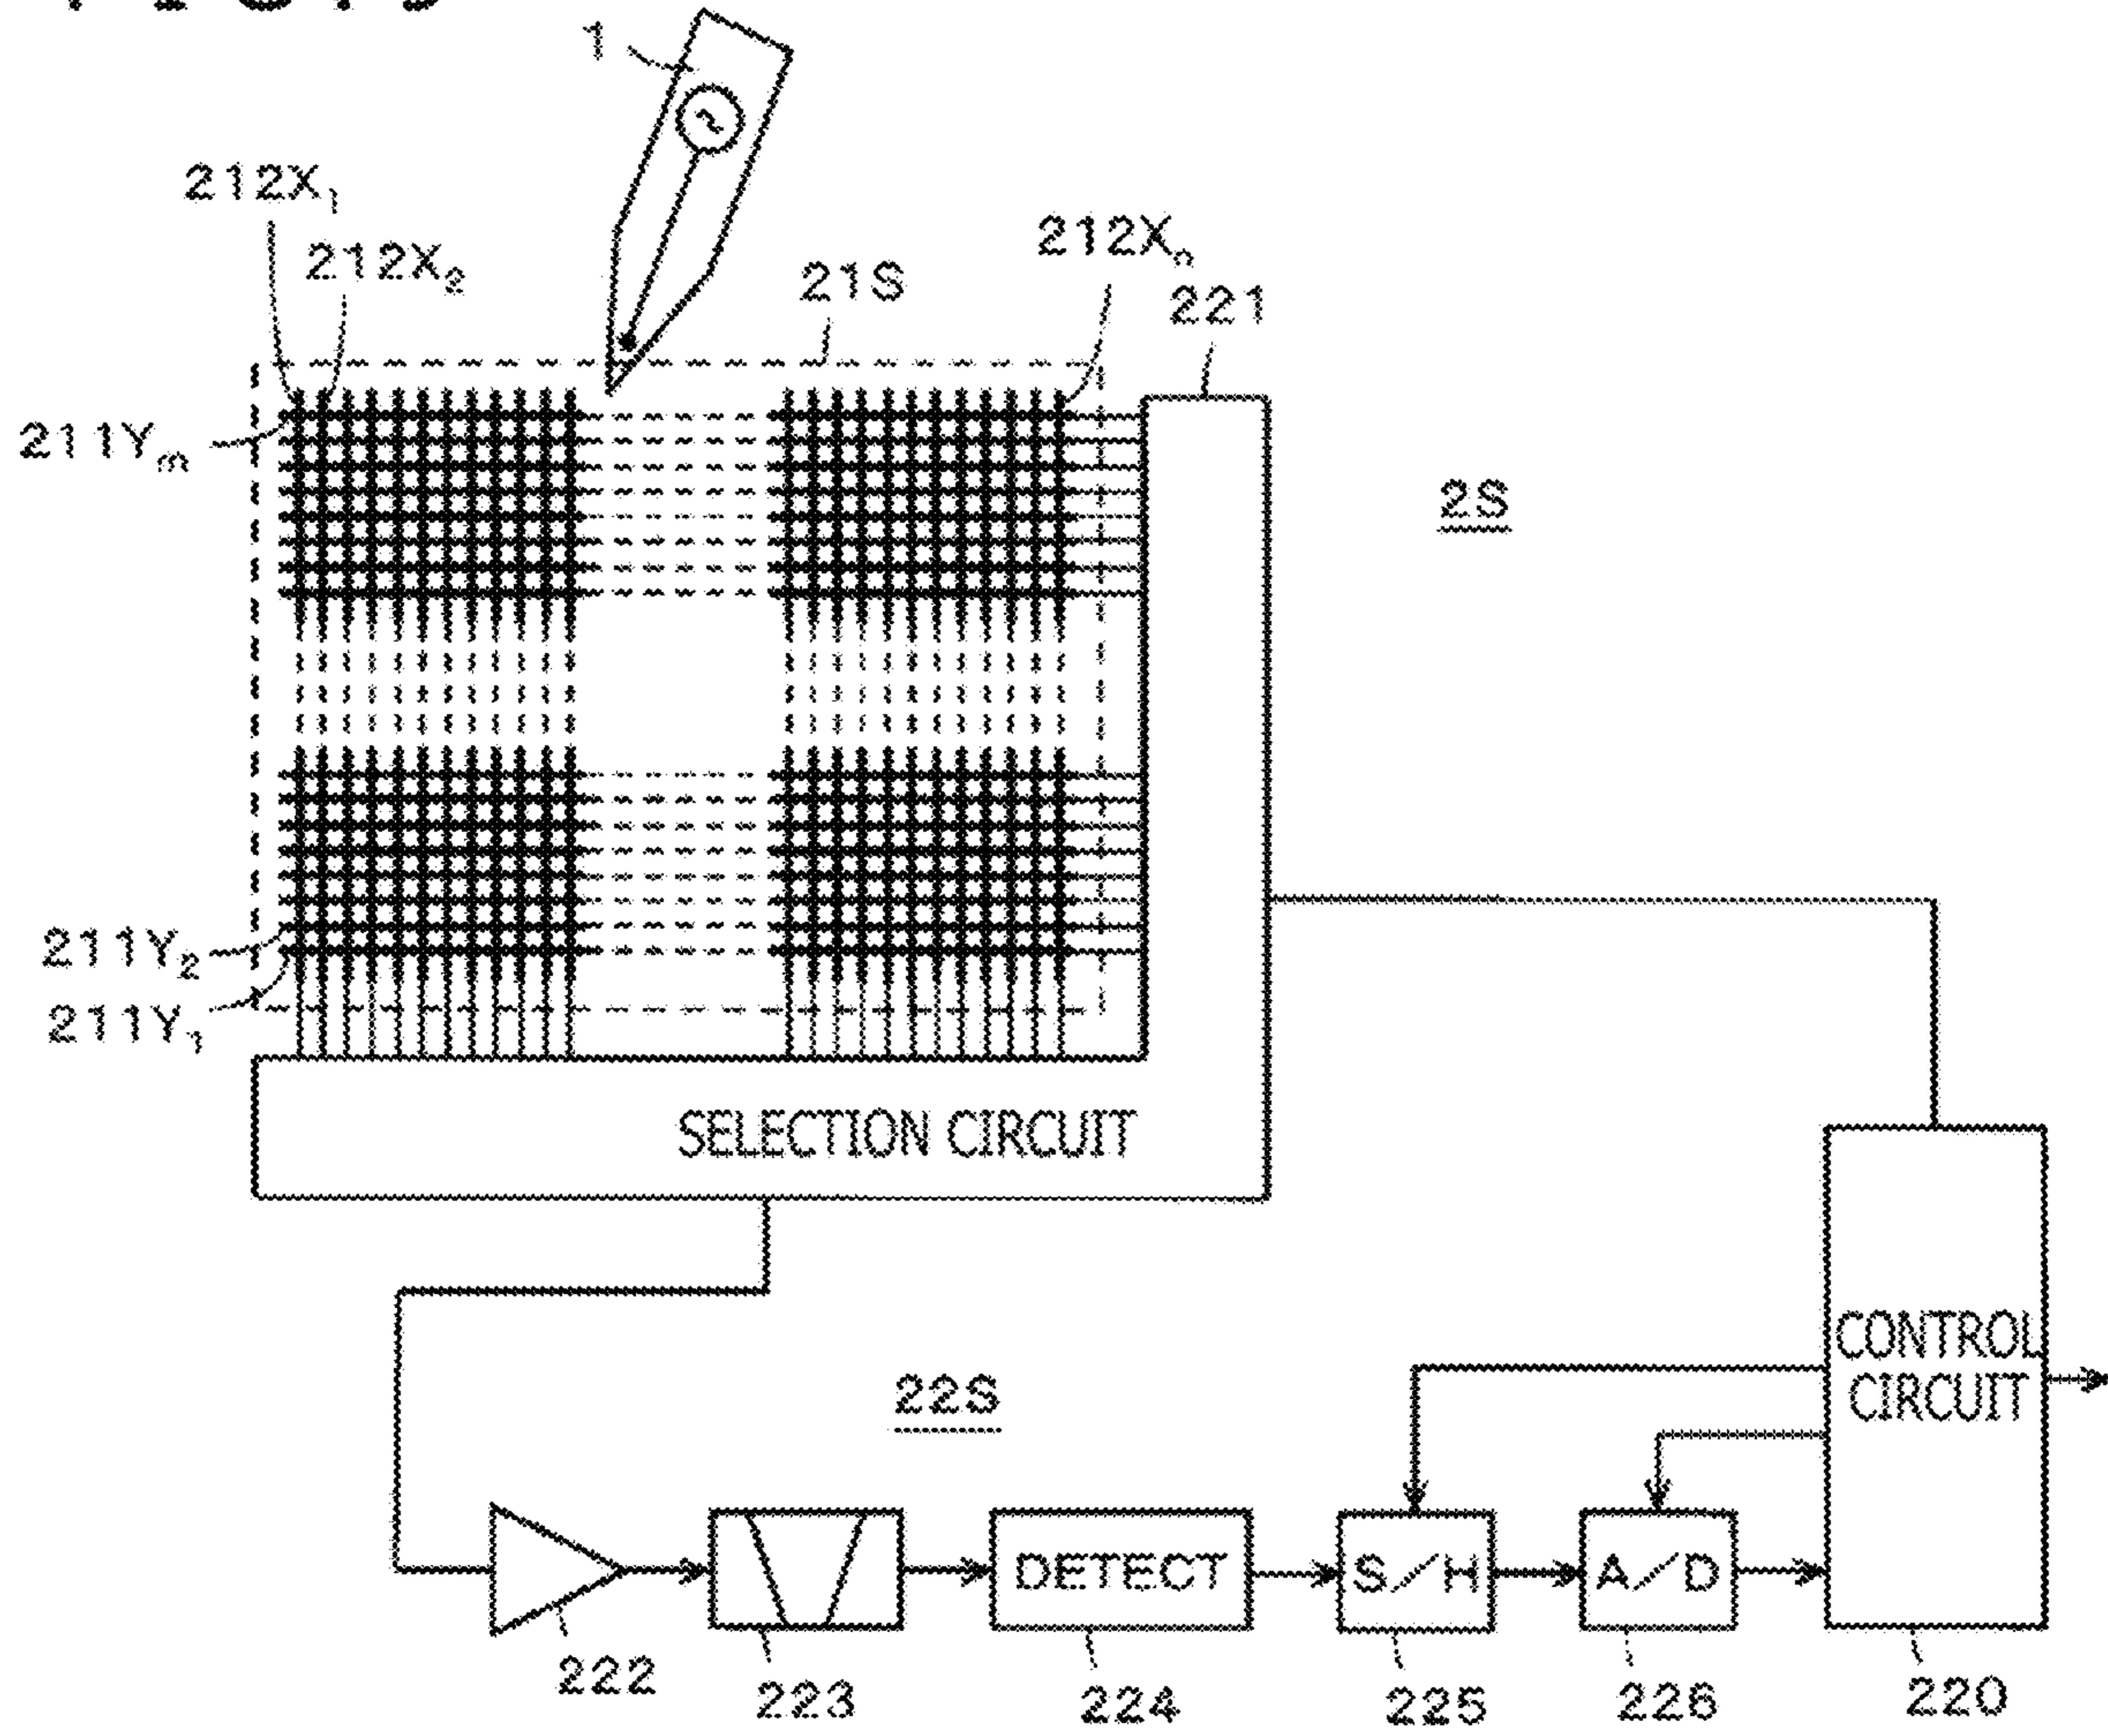 1
212X₁
212X₂
21S
212Xₙ
221
211Yₘ
2S
211Y₂
211Y₁
SELECTION CIRCUIT
22S
CONTROL
CIRCUIT
DETECT
S/H
A/D
222
223
224
225
226
220